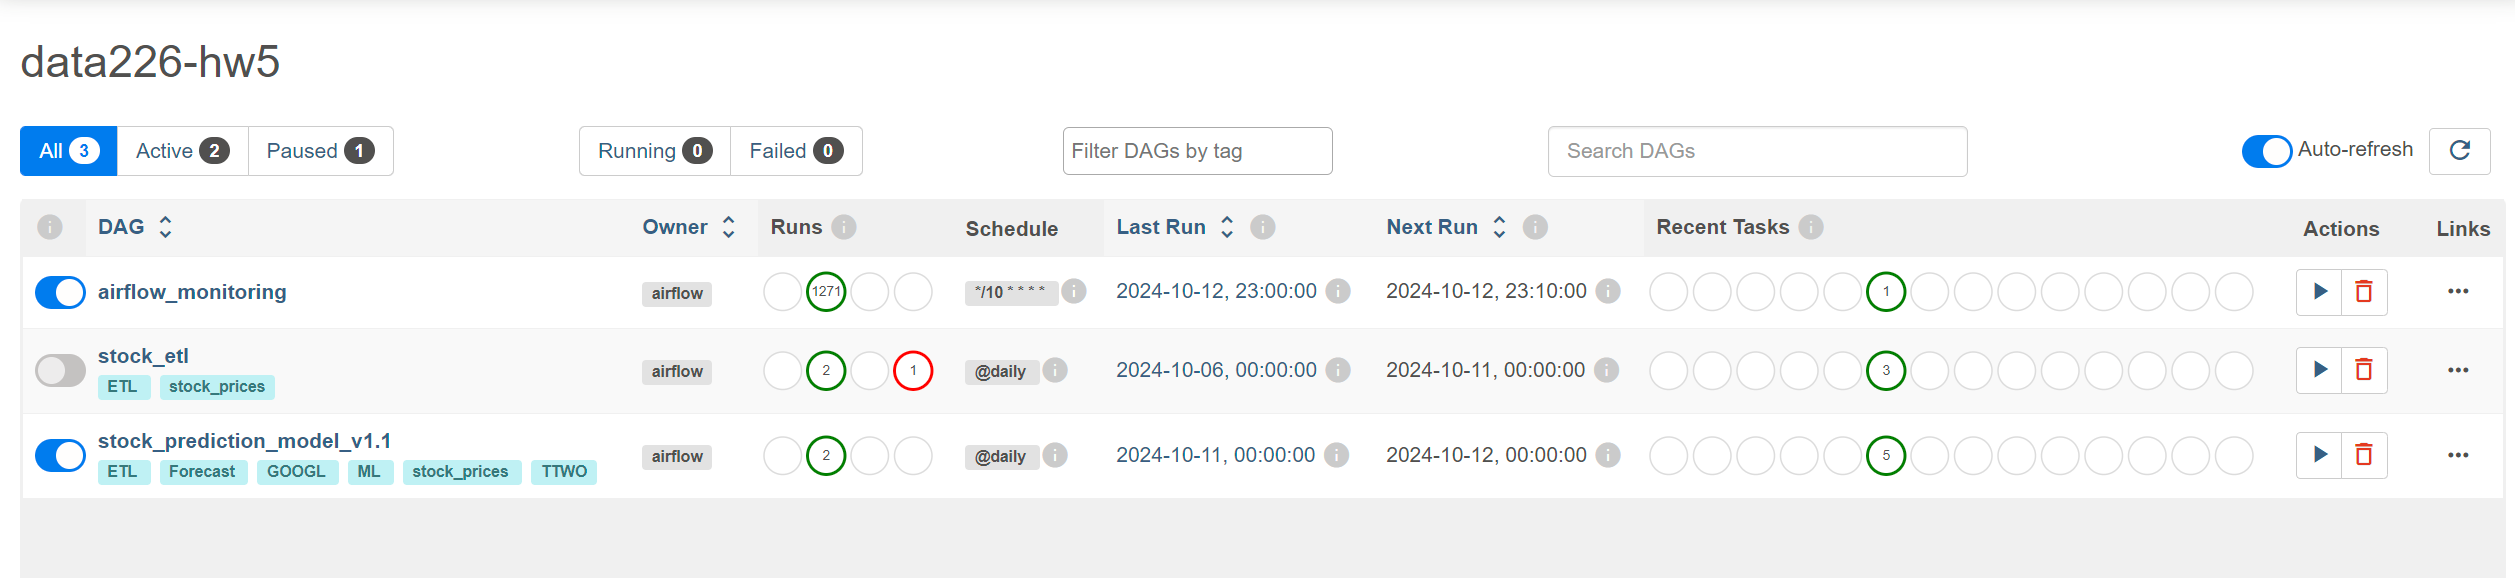 data226-hw5
All 3 Active 2 Paused 1 Running 0 Failed 0 Filter DAGs by tag Search DAGs Auto-refresh
i DAG Owner Runs i Schedule Last Run i Next Run i Recent Tasks i Actions Links
airflow_monitoring airflow 1271 */10 * * * * i 2024-10-12, 23:00:00 i 2024-10-12, 23:10:00 i 1 ...
stock_etl airflow 2 1 @daily i 2024-10-06, 00:00:00 i 2024-10-11, 00:00:00 i 3 ...
ETL stock_prices
stock_prediction_model_v1.1 airflow 2 @daily i 2024-10-11, 00:00:00 i 2024-10-12, 00:00:00 i 5 ...
ETL Forecast GOOGL ML stock_prices TTWO